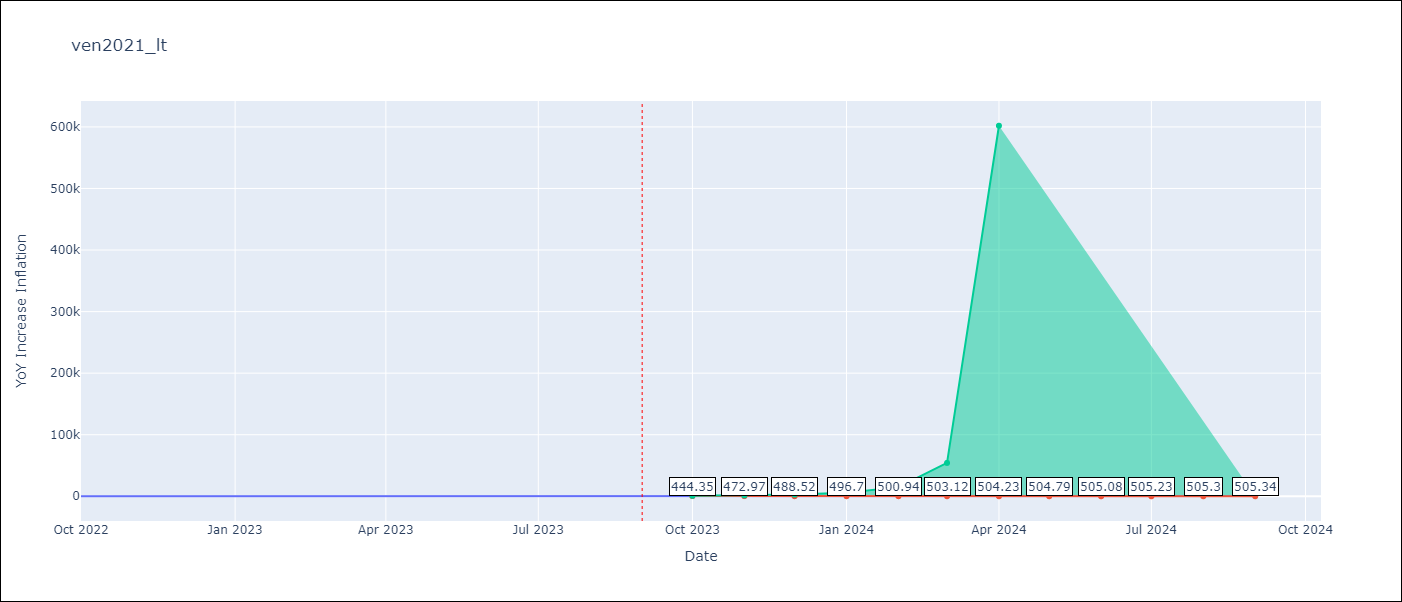 ven2021_lt
600k
500k
400k
300k
200k
100k
0
YoY Increase Inflation
444.35 472.97 488.52 496.7 500.94 503.12 504.23 504.79 505.08 505.23 505.3 505.34
Oct 2022 Jan 2023 Apr 2023 Jul 2023 Oct 2023 Jan 2024 Apr 2024 Jul 2024 Oct 2024
Date